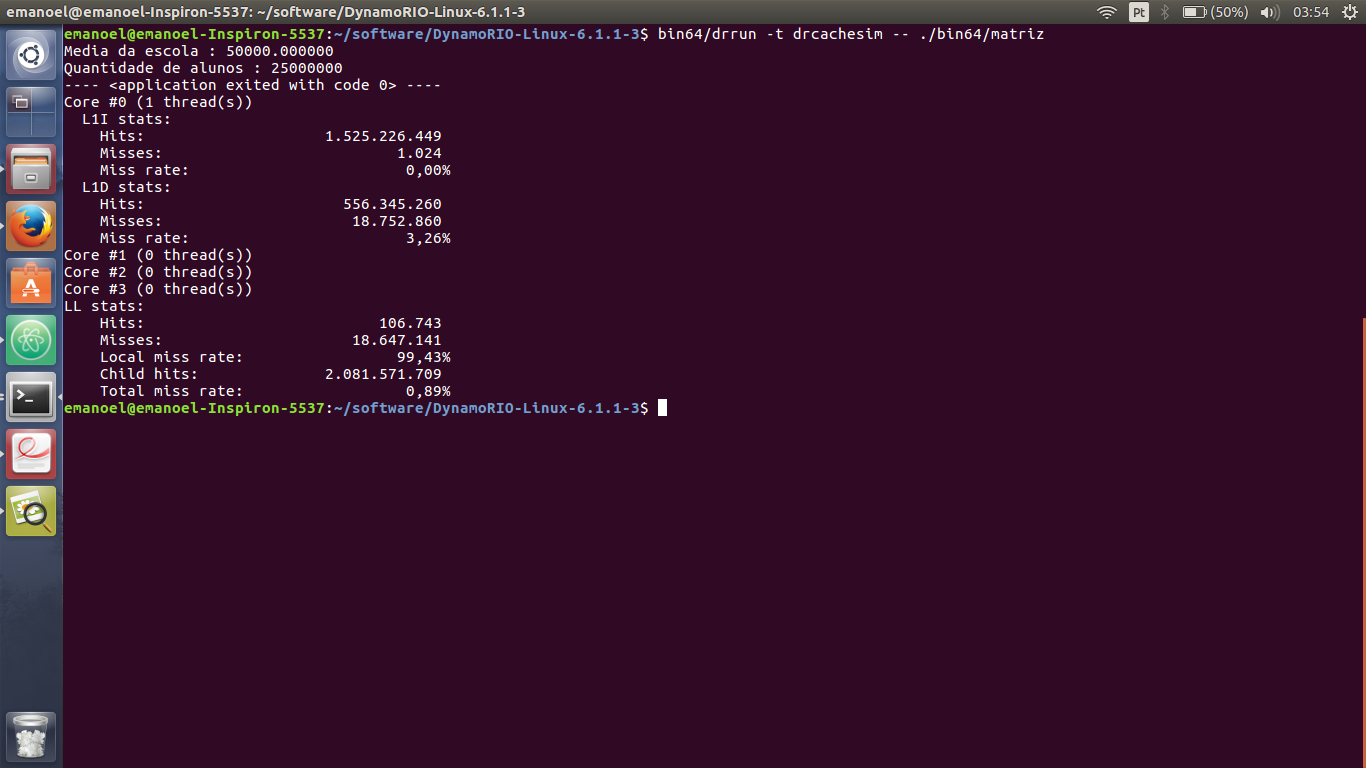 emanoel@emanoel-Inspiron-5537: ~/software/DynamoRIO-Linux-6.1.1-3
Pt
(50%)
03:54
emanoel@emanoel-Inspiron-5537:~/software/DynamoRIO-Linux-6.1.1-3$ bin64/drrun -t drcachesim -- ./bin64/matriz
Media da escola : 50000.000000
Quantidade de alunos : 25000000
---- <application exited with code 0> ----
Core #0 (1 thread(s))
  L1I stats:
    Hits:                    1.525.226.449
    Misses:                          1.024
    Miss rate:                        0,00%
  L1D stats:
    Hits:                      556.345.260
    Misses:                     18.752.860
    Miss rate:                        3,26%
Core #1 (0 thread(s))
Core #2 (0 thread(s))
Core #3 (0 thread(s))
LL stats:
    Hits:                          106.743
    Misses:                     18.647.141
    Local miss rate:                 99,43%
    Child hits:              2.081.571.709
    Total miss rate:                  0,89%
emanoel@emanoel-Inspiron-5537:~/software/DynamoRIO-Linux-6.1.1-3$